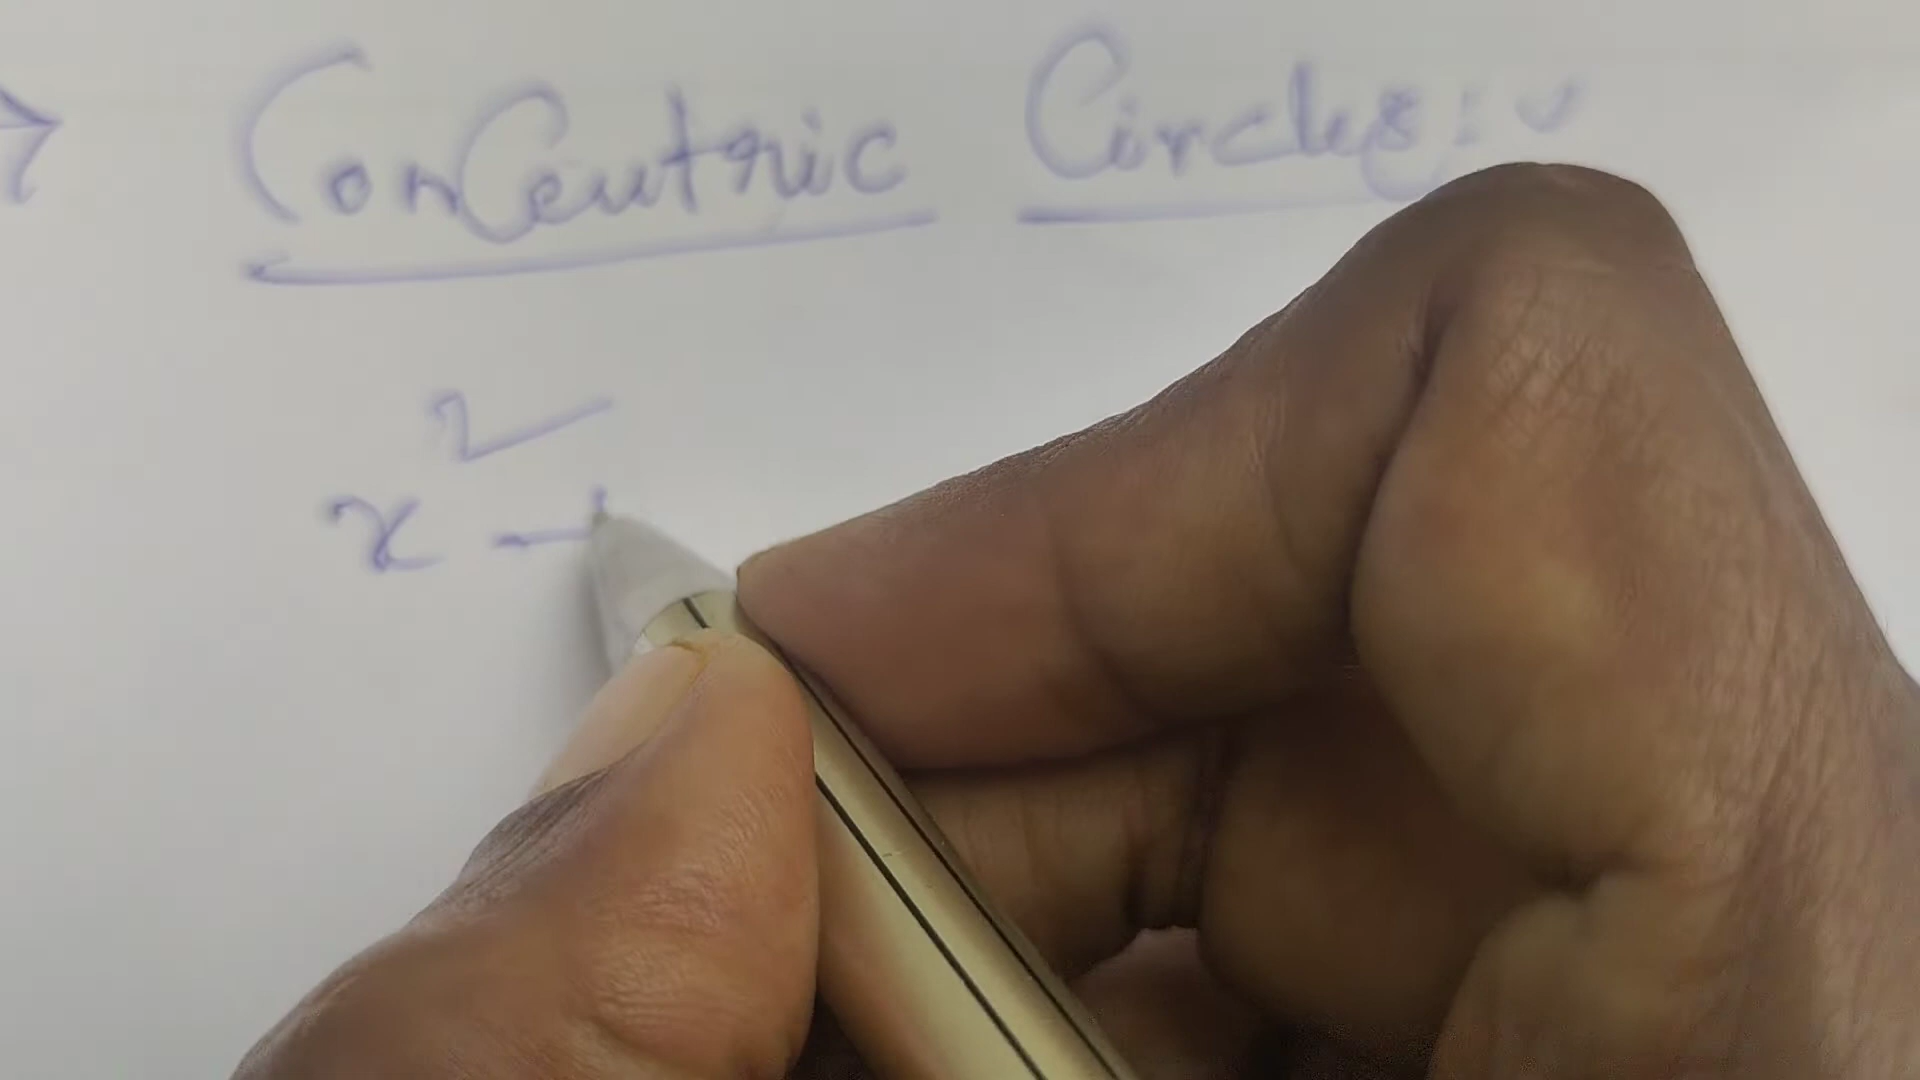 → Concentric Circles:
x² +